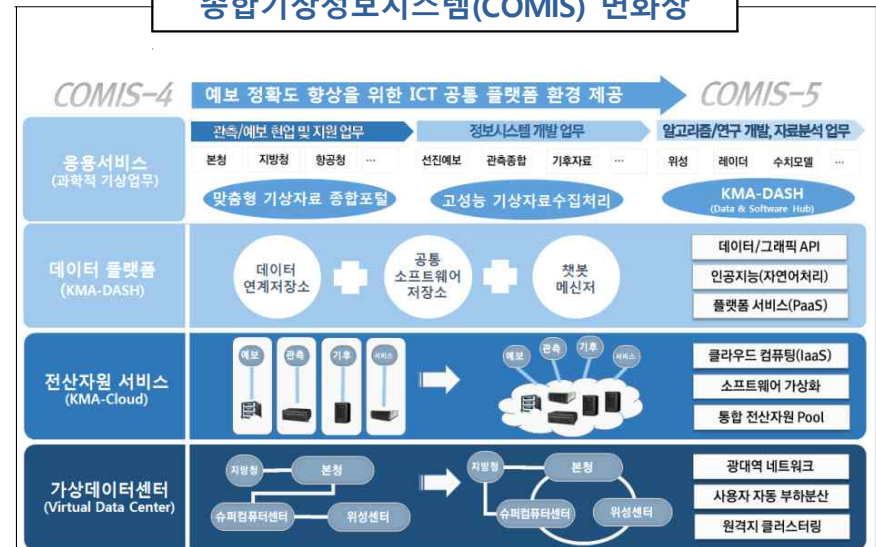 종합기상정보시스템(COMIS) 변화상
COMIS-4
예보 정확도 향상을 위한 ICT 공통 플랫폼 환경 제공
COMIS-5
응용서비스
(과학적 기상업무)
관측/예보 현업 및 지원 업무
정보시스템 개발 업무
알고리즘/연구 개발, 자료분석 업무
본청 지방청 항공청 ...
선진예보 관측종합 기후자료 ...
위성 레이더 수치모델 ...
맞춤형 기상자료 종합포털
고성능 기상자료수집처리
KMA-DASH
(Data & Software Hub)
데이터 플랫폼
(KMA-DASH)
데이터
연계저장소
공통
소프트웨어
저장소
챗봇
메신저
데이터/그래픽 API
인공지능(자연어처리)
플랫폼 서비스(PaaS)
전산자원 서비스
(KMA-Cloud)
예보 관측 기후 서비스
예보 관측 기후 서비스
클라우드 컴퓨팅(IaaS)
소프트웨어 가상화
통합 전산자원 Pool
가상데이터센터
(Virtual Data Center)
지방청 본청
슈퍼컴퓨터센터 위성센터
지방청 본청
슈퍼컴퓨터센터 위성센터
광대역 네트워크
사용자 자동 부하분산
원격지 클러스터링